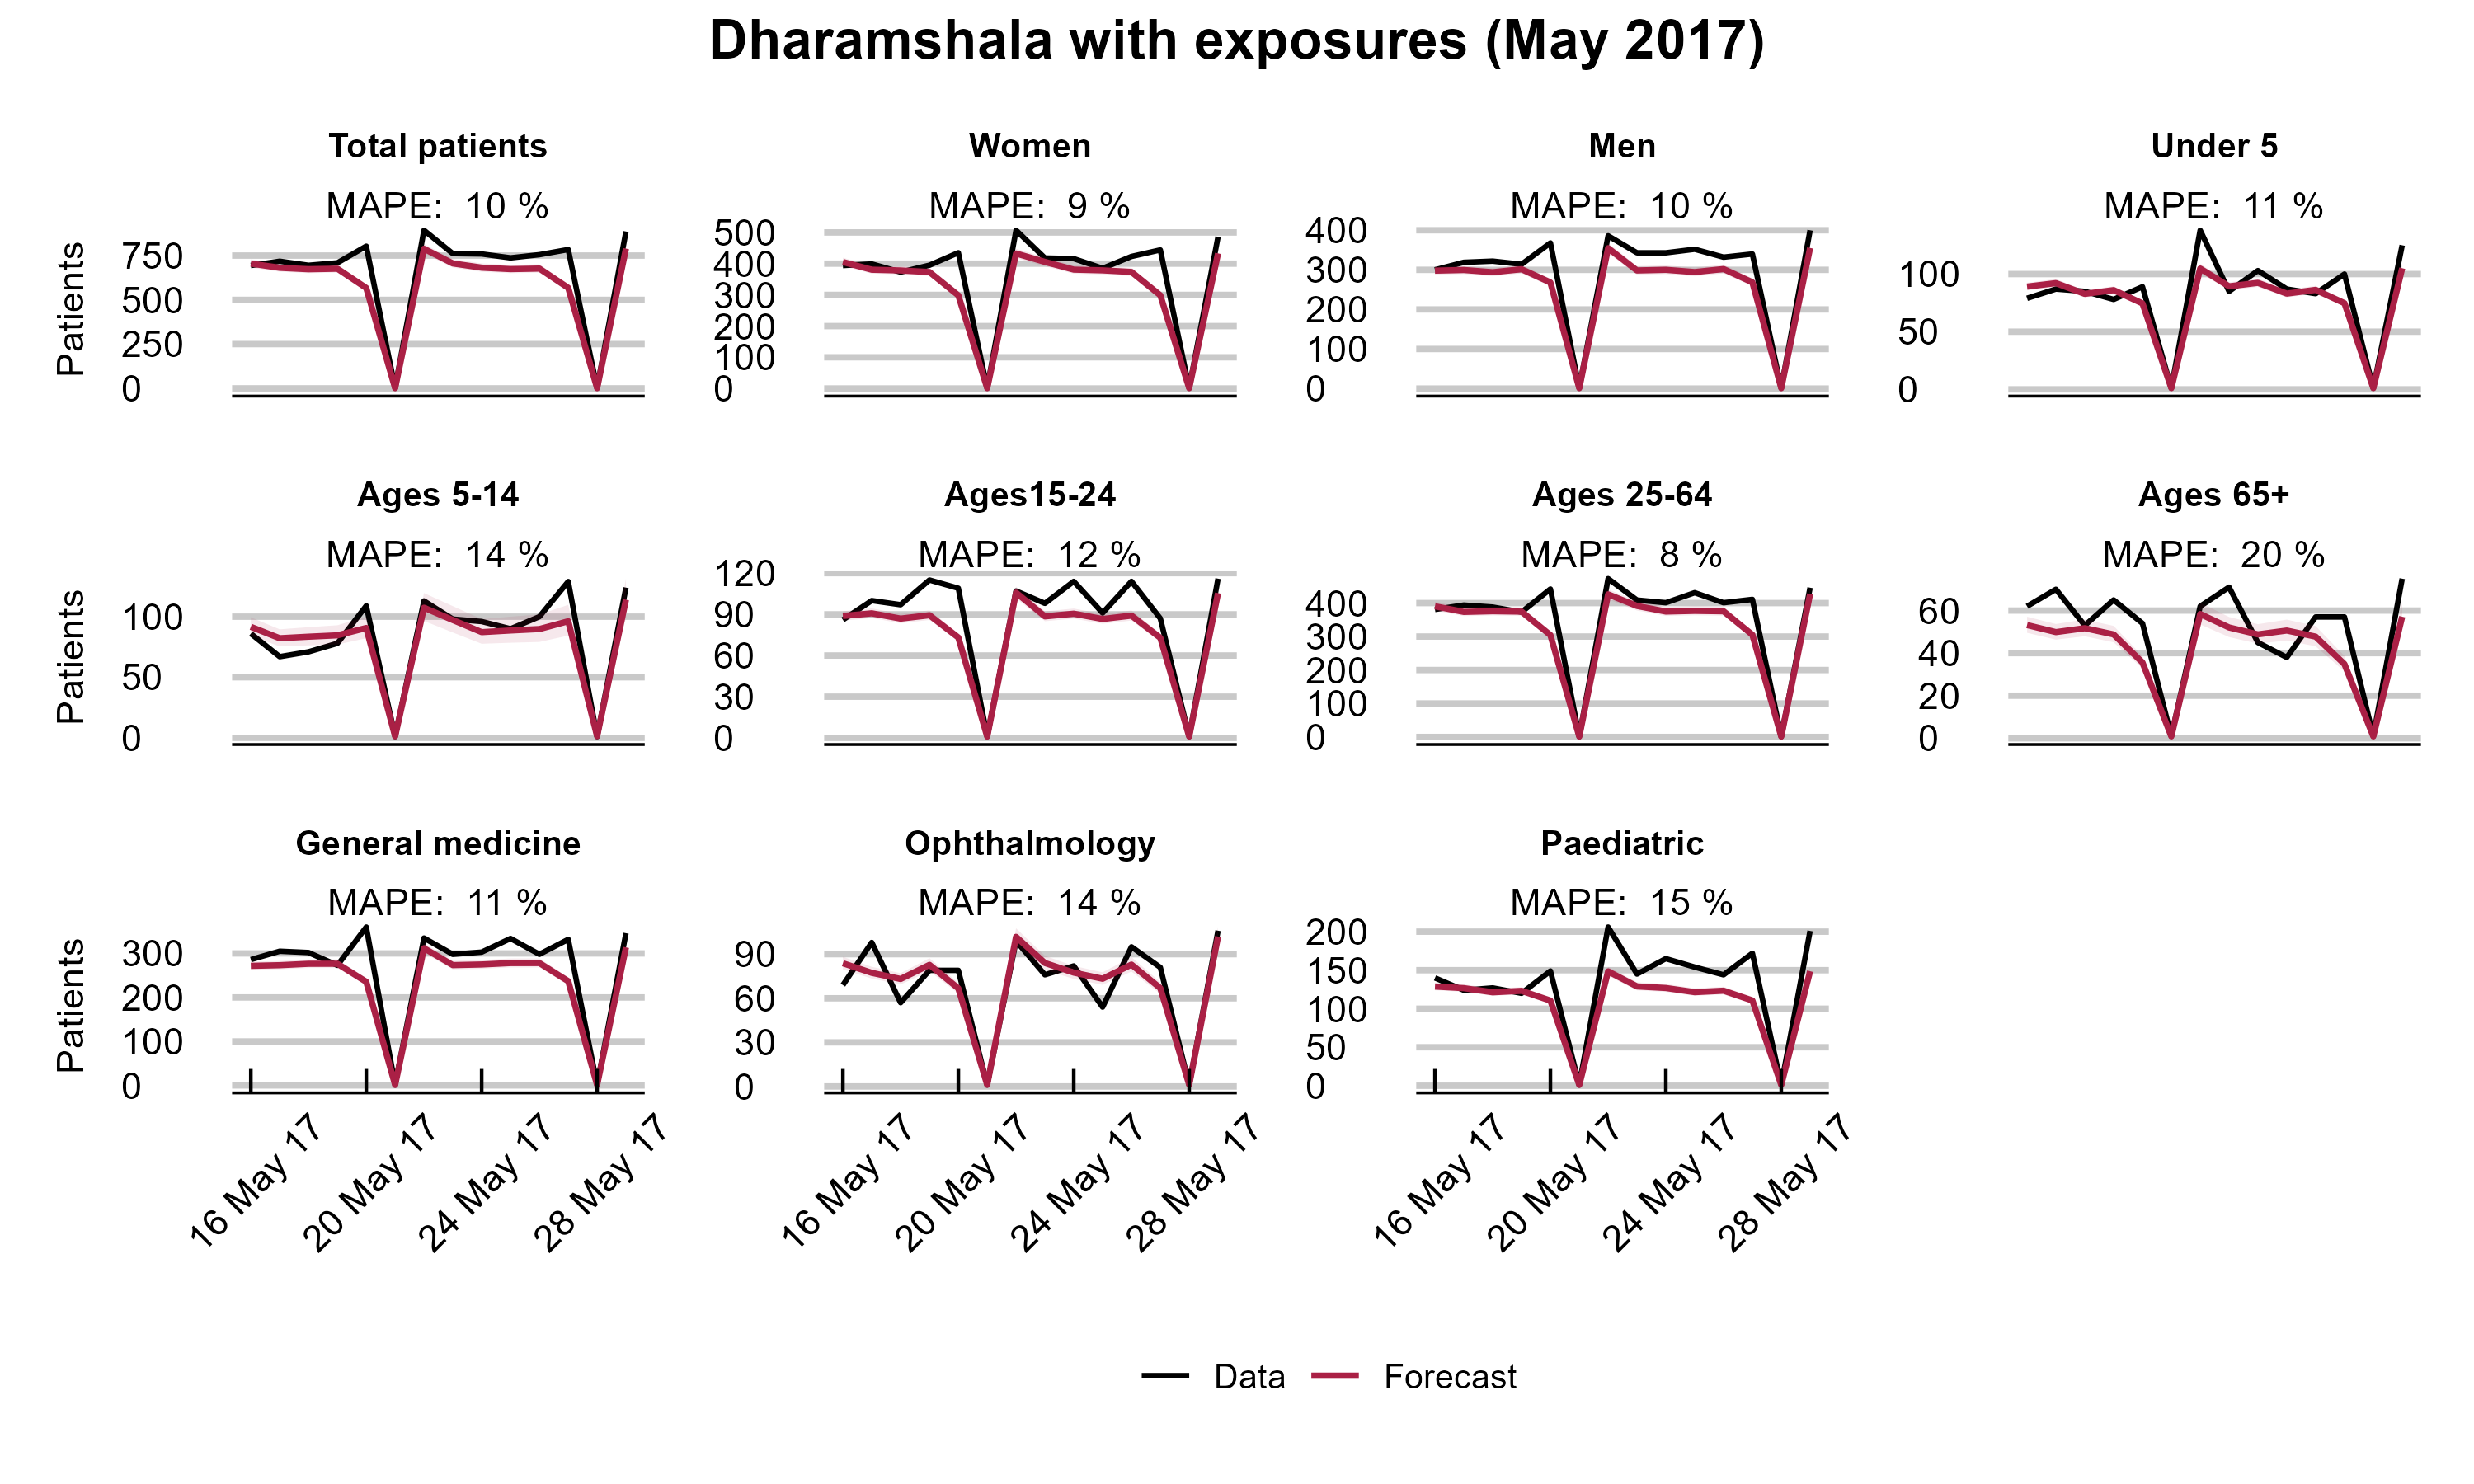 Dharamshala with exposures (May 2017)
Total patients
MAPE:  10 %
Patients
750
500
250
0
Women
MAPE:  9 %
500
400
300
200
100
0
Men
MAPE:  10 %
400
300
200
100
0
Under 5
MAPE:  11 %
100
50
0
Ages 5-14
MAPE:  14 %
Patients
100
50
0
Ages15-24
MAPE:  12 %
120
90
60
30
0
Ages 25-64
MAPE:  8 %
400
300
200
100
0
Ages 65+
MAPE:  20 %
60
40
20
0
General medicine
MAPE:  11 %
Patients
300
200
100
0
16 May 17
20 May 17
24 May 17
28 May 17
Ophthalmology
MAPE:  14 %
90
60
30
0
16 May 17
20 May 17
24 May 17
28 May 17
Paediatric
MAPE:  15 %
200
150
100
50
0
16 May 17
20 May 17
24 May 17
28 May 17
Data
Forecast